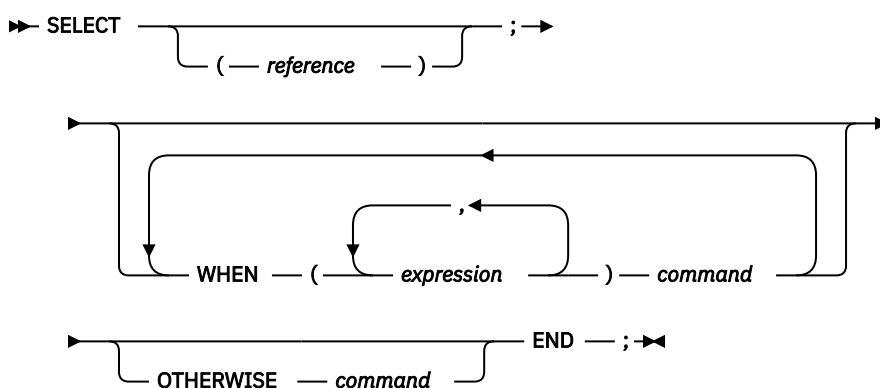 SELECT ;
( reference )
,
WHEN ( expression ) command
END ;
OTHERWISE command